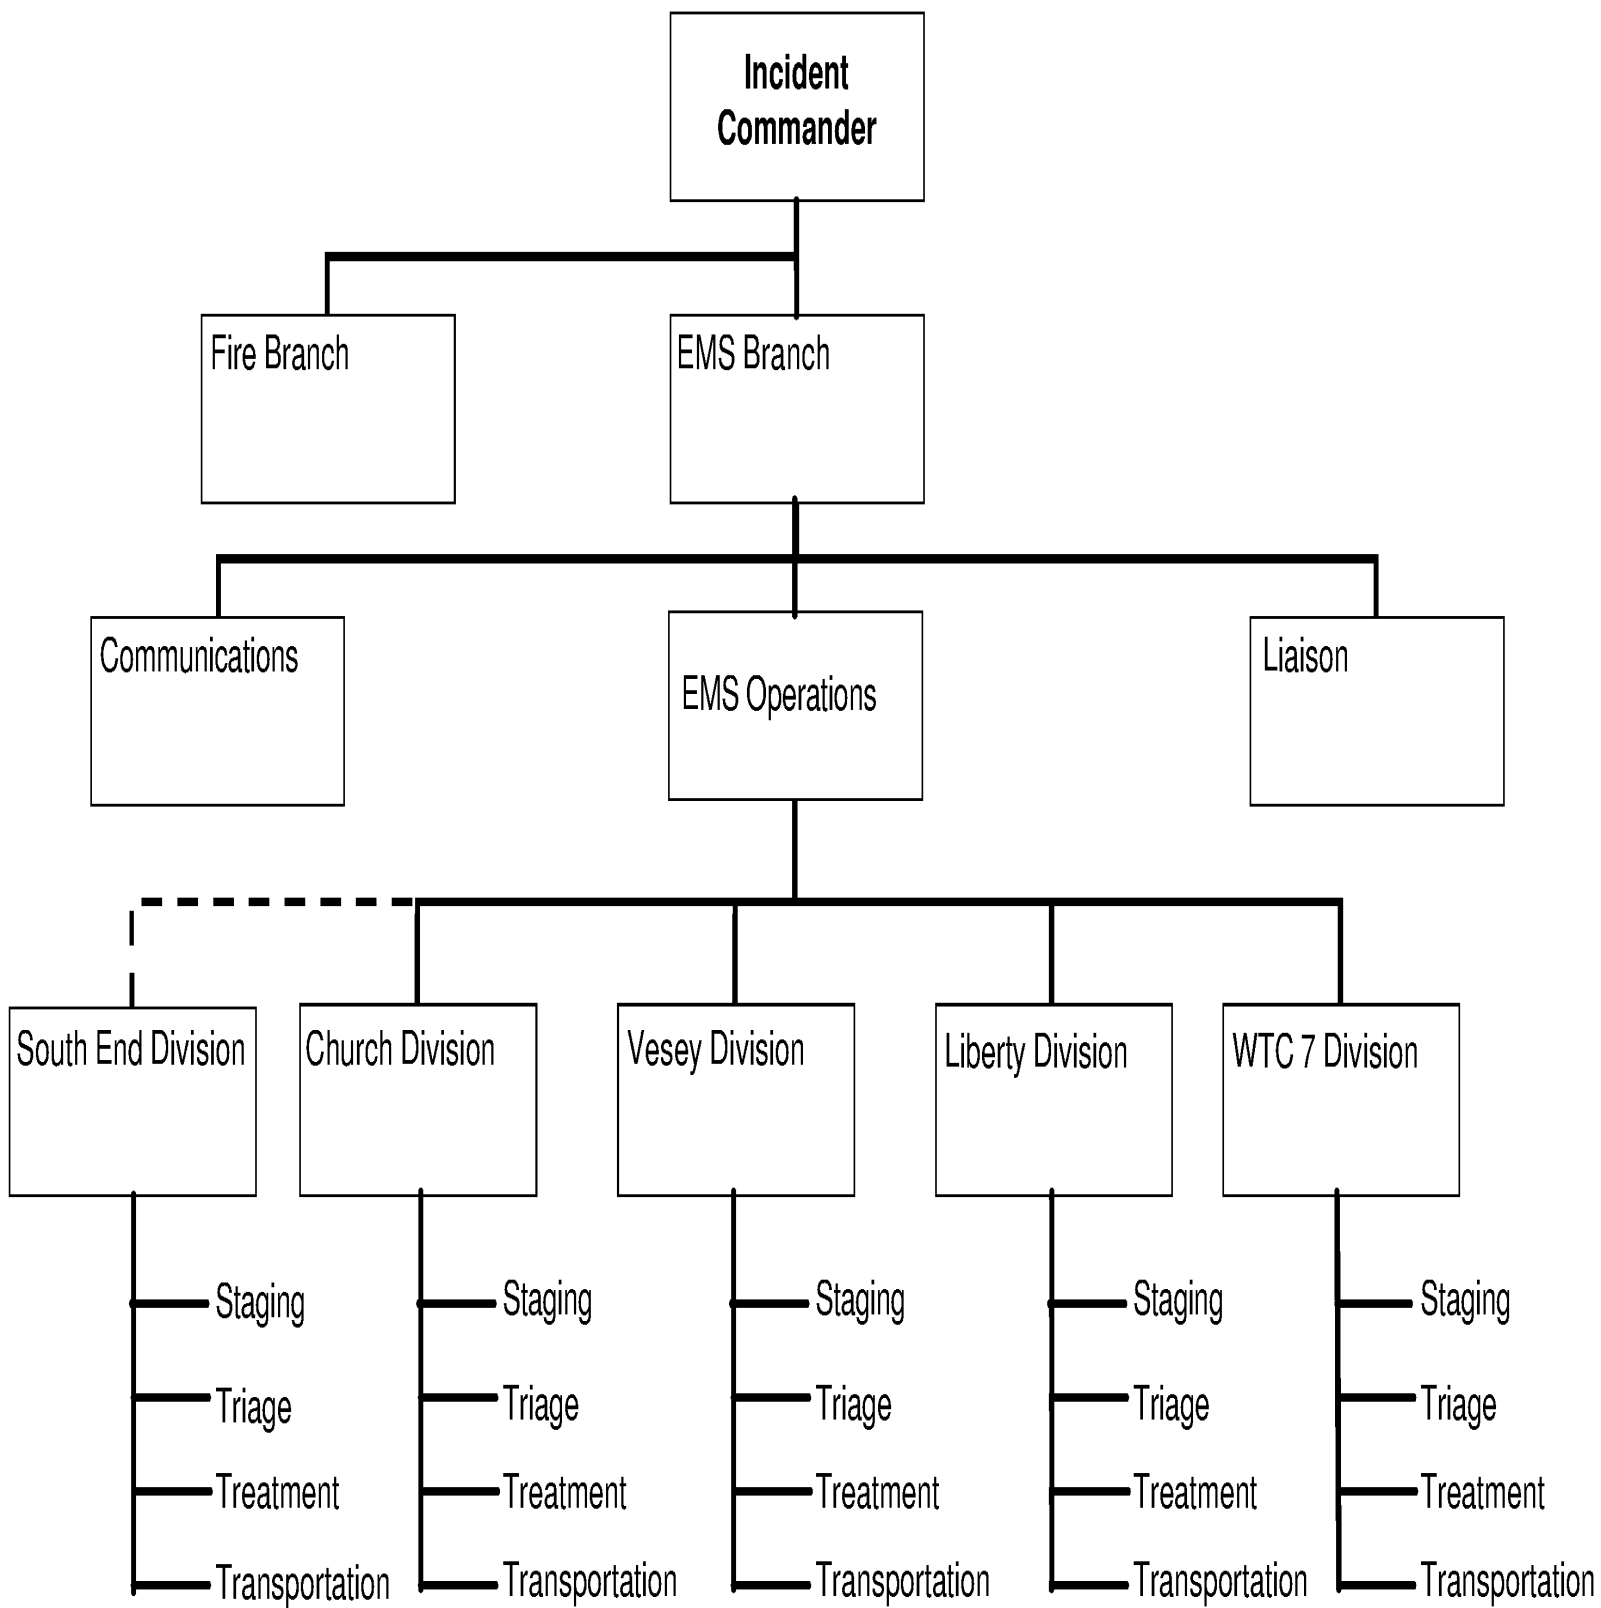 Incident
Commander
Fire Branch
EMS Branch
Communications
EMS Operations
Liaison
South End Division
Church Division
Vesey Division
Liberty Division
WTC 7 Division
Staging
Staging
Staging
Staging
Staging
Triage
Triage
Triage
Triage
Triage
Treatment
Treatment
Treatment
Treatment
Treatment
Transportation
Transportation
Transportation
Transportation
Transportation